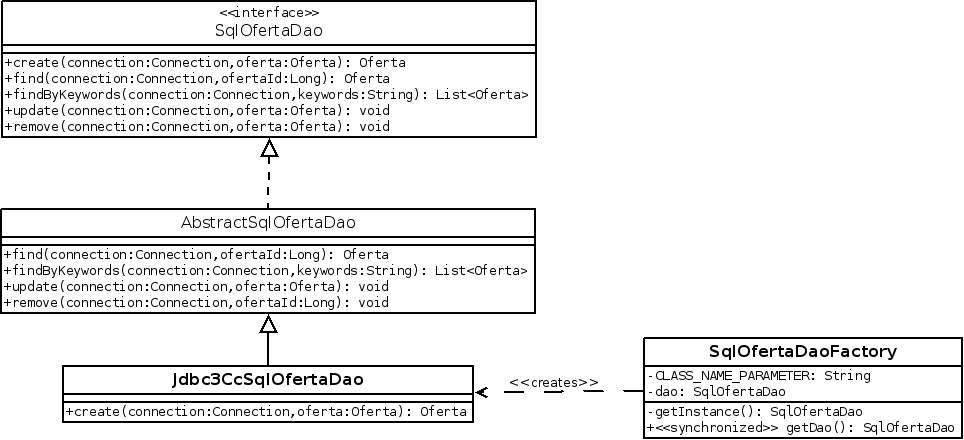 <<interface>>
SqlOfertaDao
+create(connection:Connection,oferta:Oferta): Oferta
+find(connection:Connection,ofertaId:Long): Oferta
+findByKeywords(connection:Connection,keywords:String): List<Oferta>
+update(connection:Connection,oferta:Oferta): void
+remove(connection:Connection,oferta:Oferta): void
AbstractSqlOfertaDao
+find(connection:Connection,ofertaId:Long): Oferta
+findByKeywords(connection:Connection,keywords:String): List<Oferta>
+update(connection:Connection,oferta:Oferta): void
+remove(connection:Connection,ofertaId:Long): void
Jdbc3CcSqlOfertaDao
+create(connection:Connection,oferta:Oferta): Oferta
<<creates>>
SqlOfertaDaoFactory
-CLASS_NAME_PARAMETER: String
-dao: SqlOfertaDao
-getInstance(): SqlOfertaDao
+<<synchronized>> getDao(): SqlOfertaDao